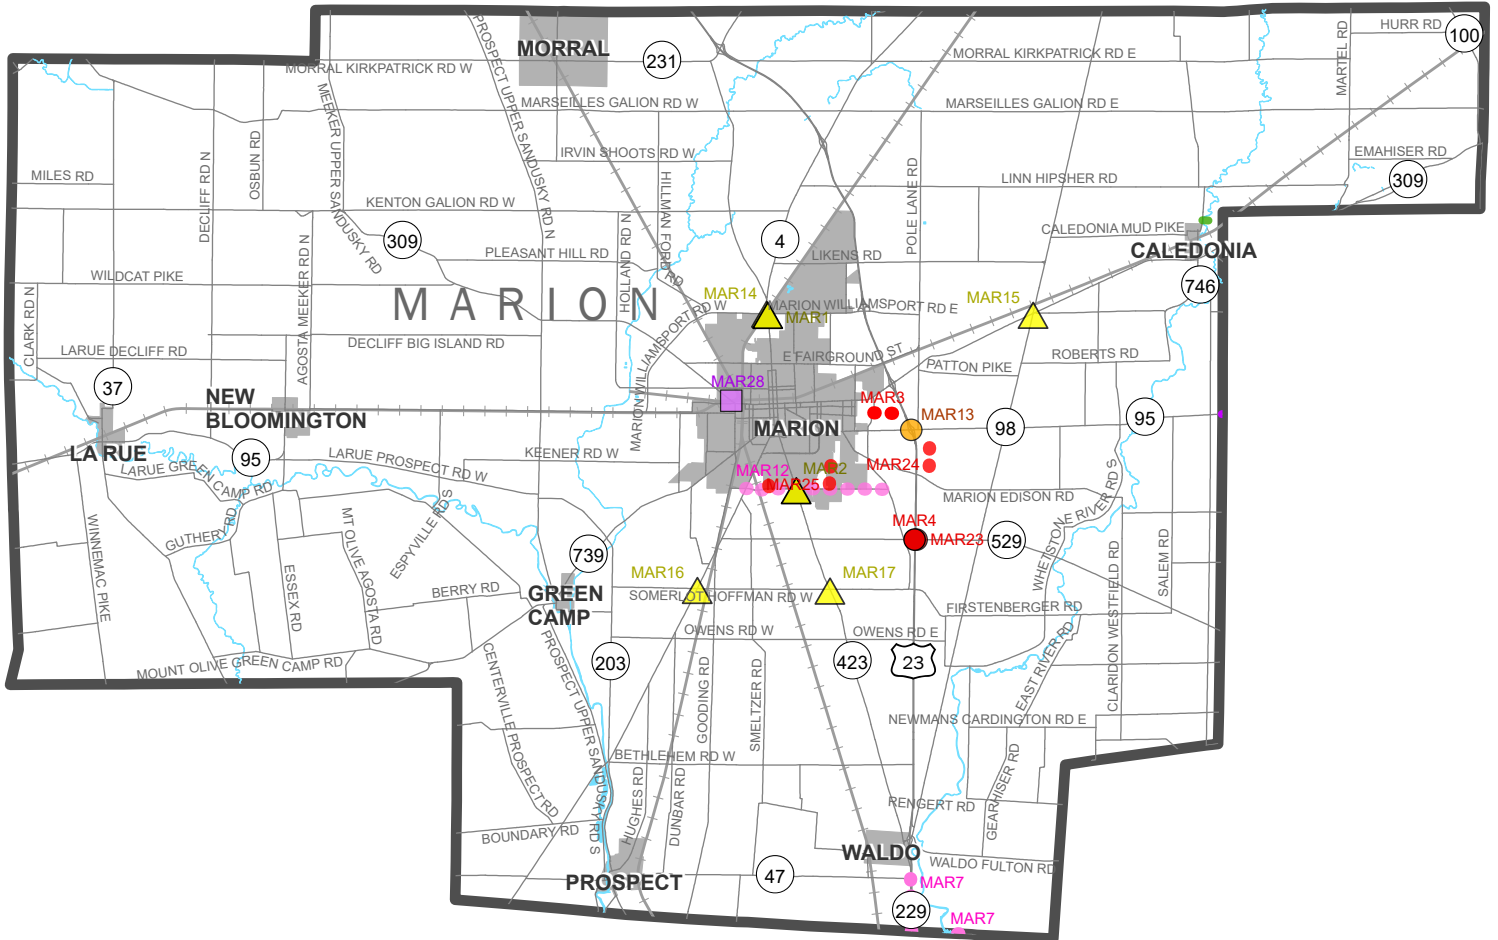 HURR RD
100
MORRAL
MARTEL RD
PROSPECT UPPER SANDUSKY RD N
231
MORRAL KIRKPATRICK RD E
MORRAL KIRKPATRICK RD W
MEEKER UPPER SANDUSKY RD
MARSEILLES GALION RD W
MARSEILLES GALION RD E
OSBUN RD
DECLIFF RD N
IRVIN SHOOTS RD W
EMAHISER RD
POLE LANE RD
MILES RD
HILLMAN FORD RD
LINN HIPSHER RD
309
KENTON GALION RD W
HOLLAND RD N
CALEDONIA MUD PIKE
309
4
AGOSTA MEEKER RD N
PLEASANT HILL RD
LIKENS RD
CALEDONIA
WILDCAT PIKE
746
CLARK RD N
MARION
MAR14
MARION WILLIAMSPORT RD W
MARION WILLIAMSPORT RD E
MAR15
MAR1
DECLIFF BIG ISLAND RD
LARUE DECLIFF RD
E FAIRGROUND ST
ROBERTS RD
PATTON PIKE
37
MAR28
NEW
BLOOMINGTON
MAR3
MAR13
95
98
MARION
LA RUE
95
LARUE PROSPECT RD W
KEENER RD W
LARUE GREEN CAMP RD
MAR12
MAR2
MAR24
MAR25
MARION EDISON RD
WINNEMAC PIKE
GUTHERY RD
MT OLIVE AGOSTA RD
ESPYVILLE RD S
MAR4
MAR23
529
WHETSTONE RIVER RD S
739
CLARIDON WESTFIELD RD
SALEM RD
ESSEX RD
BERRY RD
GREEN
CAMP
MAR16
MAR17
SOMERLOT HOFFMAN RD W
FIRSTENBERGER RD
OWENS RD W
OWENS RD E
MOUNT OLIVE GREEN CAMP RD
203
423
23
EAST RIVER RD
CENTERVILLE PROSPECT RD
PROSPECT UPPER SANDUSKY RD S
GOODING RD
SMELTZER RD
NEWMANS CARDINGTON RD E
BETHLEHEM RD W
GEARHISER RD
HUGHES RD
DUNBAR RD
RENGERT RD
BOUNDARY RD
WALDO
WALDO FULTON RD
PROSPECT
47
MAR7
229
MAR7